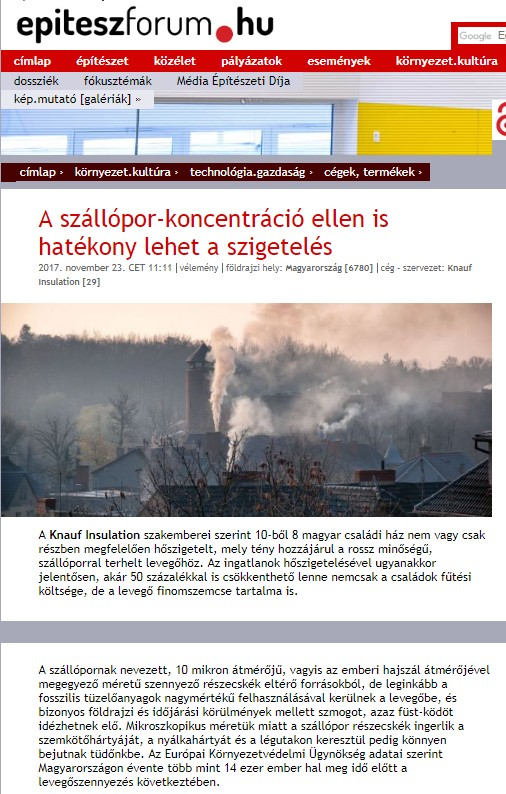 epiteszforum.hu
Google
címlap építészet közélet pályázatok események környezet.kultúra
dossziék fókusztémák Média Építészeti Díja
kép.mutató [galériák] »
címlap › környezet.kultúra › technológia.gazdaság › cégek, termékek ›
A szállópor-koncentráció ellen is
hatékony lehet a szigetelés
2017. november 23. CET 11:11 | vélemény | földrajzi hely: Magyarország [6780] | cég - szervezet: Knauf
Insulation [29]
A Knauf Insulation szakemberei szerint 10-ből 8 magyar családi ház nem vagy csak
részben megfelelően hőszigetelt, mely tény hozzájárul a rossz minőségű,
szállóporral terhelt levegőhöz. Az ingatlanok hőszigetelésével ugyanakkor
jelentősen, akár 50 százalékkal is csökkenthető lenne nemcsak a családok fűtési
költsége, de a levegő finomszemcse tartalma is.
A szállópornak nevezett, 10 mikron átmérőjű, vagyis az emberi hajszál átmérőjével
megegyező méretű szennyező részecskék eltérő forrásokból, de leginkább a
fosszilis tüzelőanyagok nagymértékű felhasználásával kerülnek a levegőbe, és
bizonyos földrajzi és időjárási körülmények mellett szmogot, azaz füst-ködöt
idézhetnek elő. Mikroszkopikus méretük miatt a szállópor részecskék ingerlik a
szemkötőhártyáját, a nyálkahártyát és a légutakon keresztül pedig könnyen
bejutnak tüdőnkbe. Az Európai Környezetvédelmi Ügynökség adatai szerint
Magyarországon évente több mint 14 ezer ember hal meg idő előtt a
levegőszennyezés következtében.